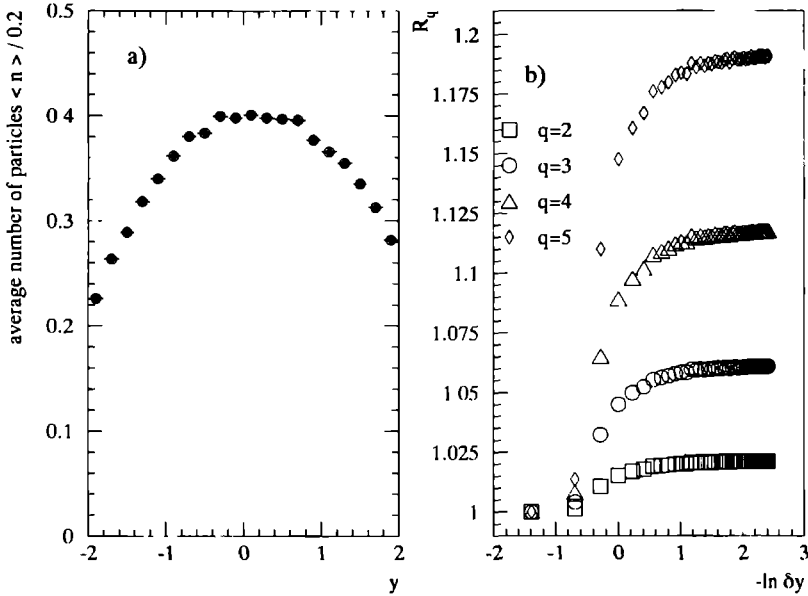 average number of particles < n > / 0.2
0.5
0 4
0.3
0.2
0.1
0
-2
-1
0
1
2
y
a)
R_q
1.2
1.175
1.15
1.125
1.1
1.075
1 05
1.025
1
-2
-1
0
1
2
3
-ln δy
b)
q=2
q=3
q=4
q=5